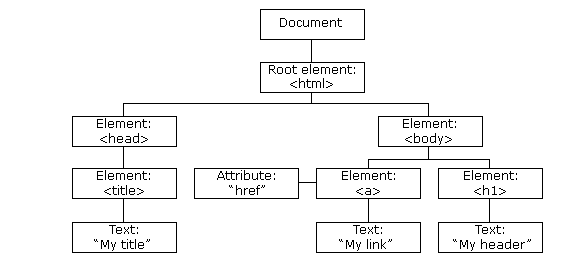 Document
Root element:
<html>
Element:
<head>
Element:
<body>
Element:
<title>
Attribute:
“href”
Element:
<a>
Element:
<h1>
Text:
“My title”
Text:
“My link”
Text:
“My header”